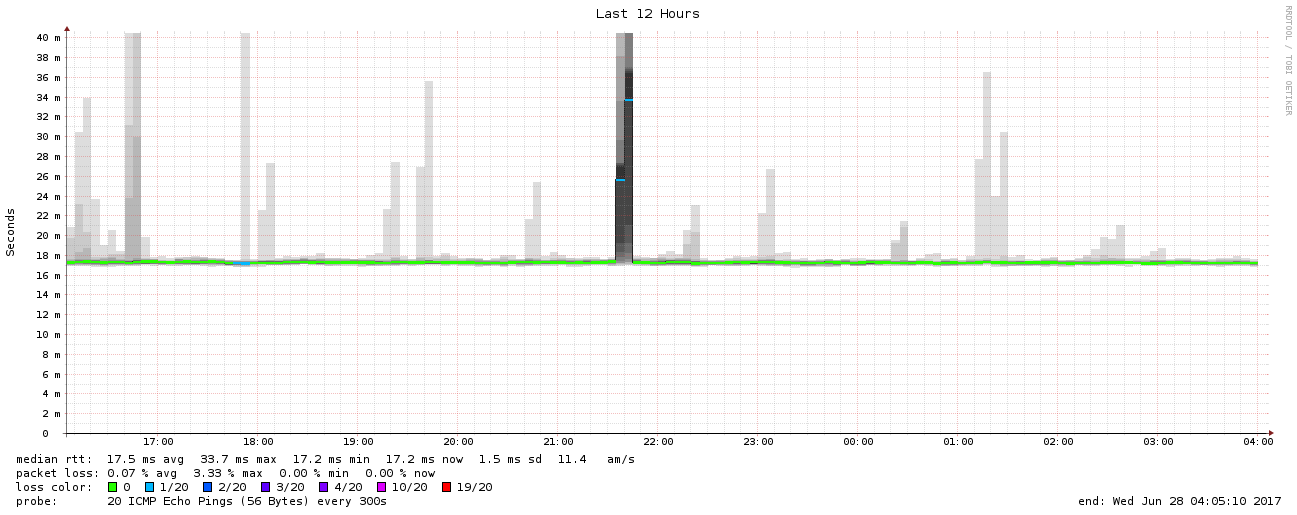 Last 12 Hours
RRDTOOL / TOBI OETIKER
Seconds
40 m
38 m
36 m
34 m
32 m
30 m
28 m
26 m
24 m
22 m
20 m
18 m
16 m
14 m
12 m
10 m
8 m
6 m
4 m
2 m
0
17:00 18:00 19:00 20:00 21:00 22:00 23:00 00:00 01:00 02:00 03:00 04:00
median rtt: 17.5 ms avg 33.7 ms max 17.2 ms min 17.2 ms now 1.5 ms sd 11.4 am/s
packet loss: 0.07 % avg 3.33 % max 0.00 % min 0.00 % now
loss color: 0 1/20 2/20 3/20 4/20 10/20 19/20
probe: 20 ICMP Echo Pings (56 Bytes) every 300s end: Wed Jun 28 04:05:10 2017